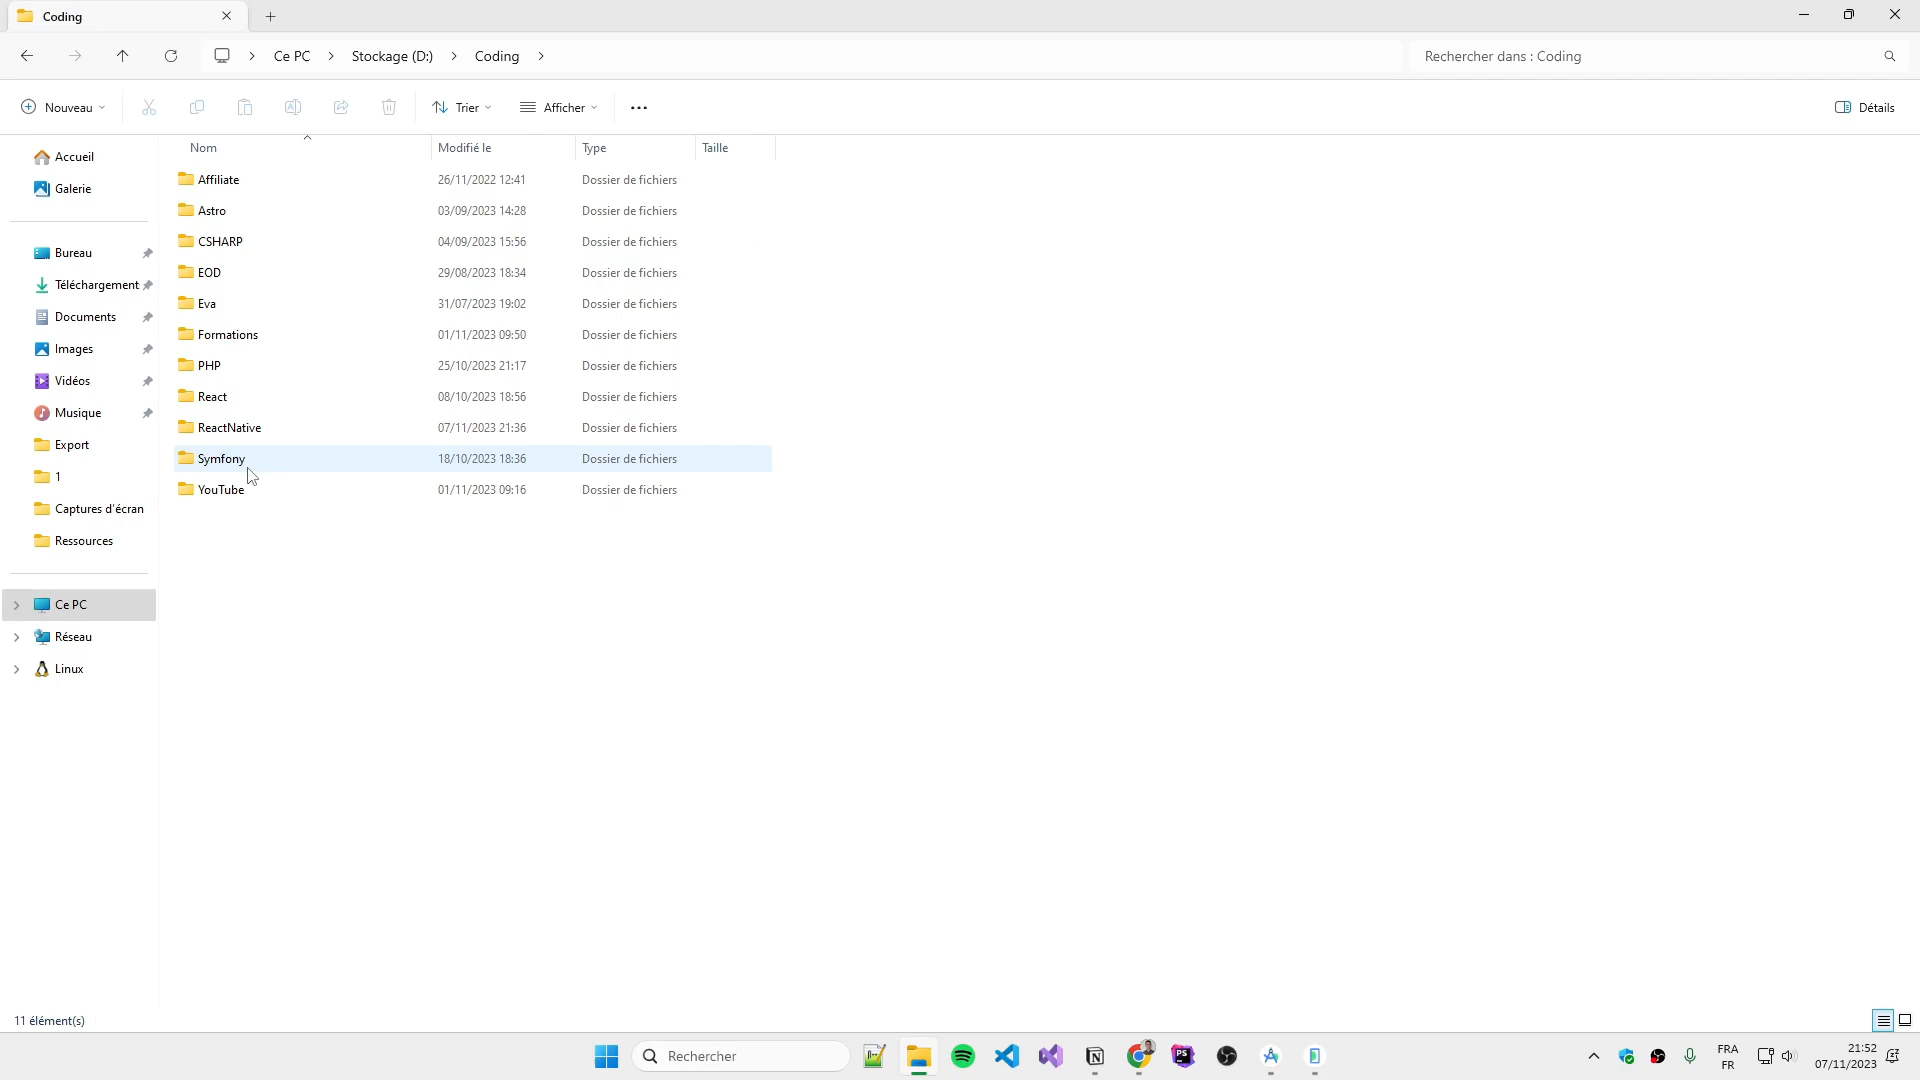 Coding
Ce PC > Stockage (D:) > Coding >
Rechercher dans : Coding
Nouveau
Trier
Afficher
Détails
Accueil
Galerie
Bureau
Téléchargement
Documents
Images
Vidéos
Musique
Export
1
Captures d'écran
Ressources
Ce PC
Réseau
Linux
Nom Modifié le Type Taille
Affiliate 26/11/2022 12:41 Dossier de fichiers
Astro 03/09/2023 14:28 Dossier de fichiers
CSHARP 04/09/2023 15:56 Dossier de fichiers
EOD 29/08/2023 18:34 Dossier de fichiers
Eva 31/07/2023 19:02 Dossier de fichiers
Formations 01/11/2023 09:50 Dossier de fichiers
PHP 25/10/2023 21:17 Dossier de fichiers
React 08/10/2023 18:56 Dossier de fichiers
ReactNative 07/11/2023 21:36 Dossier de fichiers
Symfony 18/10/2023 18:36 Dossier de fichiers
YouTube 01/11/2023 09:16 Dossier de fichiers
11 élément(s)
Rechercher
PS
FRA
FR
21:52
07/11/2023